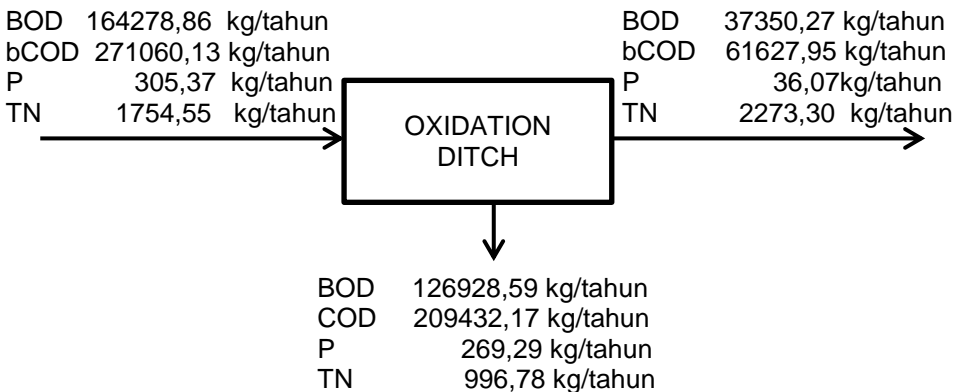 BOD 164278,86 kg/tahun
bCOD 271060,13 kg/tahun
P 305,37 kg/tahun
TN 1754,55 kg/tahun
BOD 37350,27 kg/tahun
bCOD 61627,95 kg/tahun
P 36,07kg/tahun
TN 2273,30 kg/tahun
OXIDATION
DITCH
BOD 126928,59 kg/tahun
COD 209432,17 kg/tahun
P 269,29 kg/tahun
TN 996,78 kg/tahun